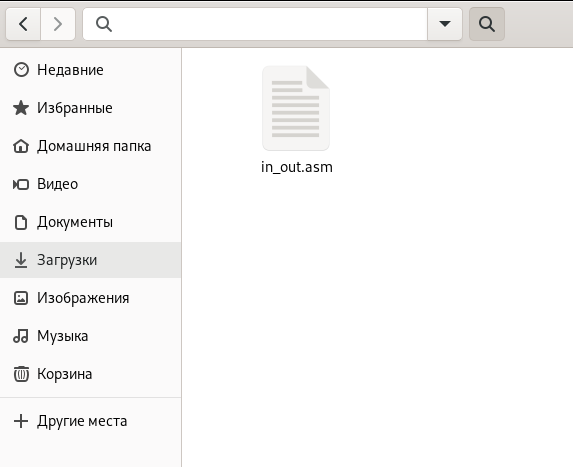 Недавние
Избранные
Домашняя папка
Видео
Документы
Загрузки
Изображения
Музыка
Корзина
Другие места
in_out.asm